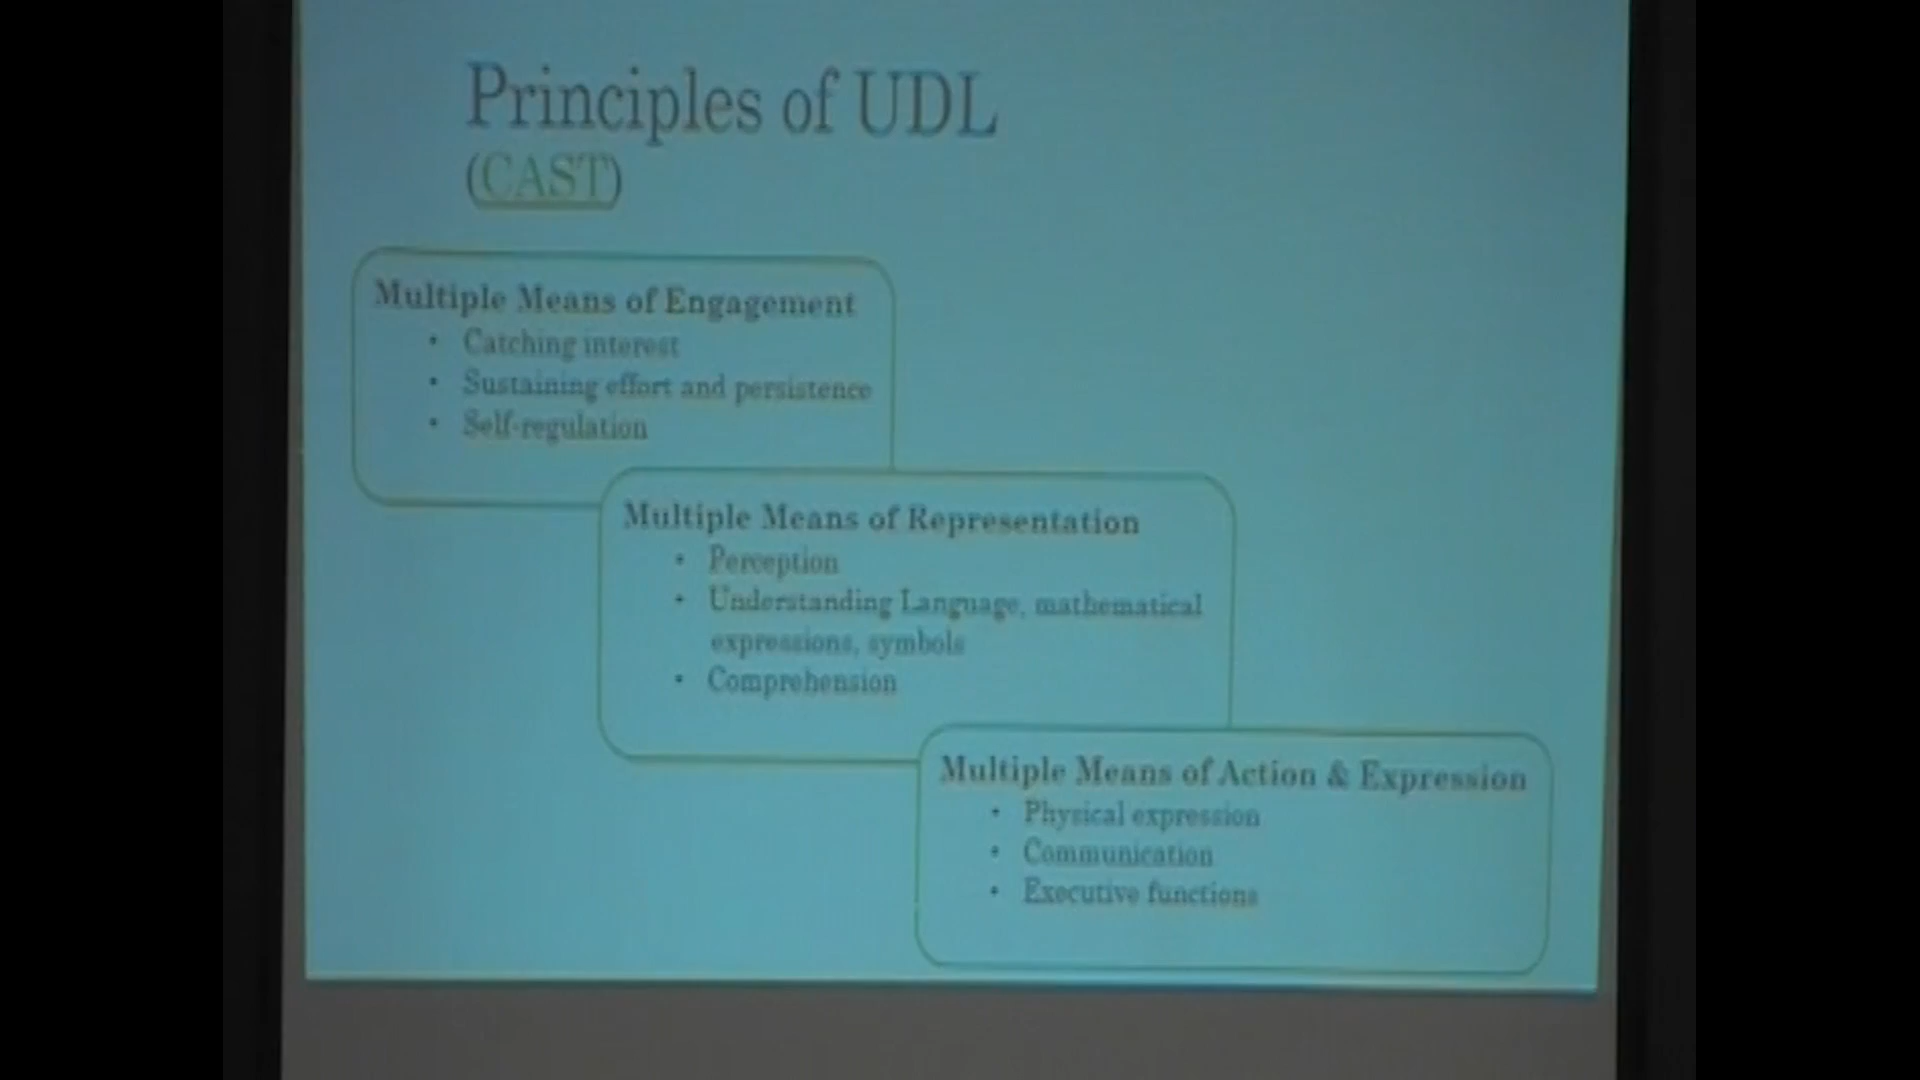 Principles of UDL
(CAST)
Multiple Means of Engagement
• Catching interest
• Sustaining effort and persistence
• Self-regulation
Multiple Means of Representation
• Perception
• Understanding Language, mathematical
expressions, symbols
• Comprehension
Multiple Means of Action & Expression
• Physical expression
• Communication
• Executive functions